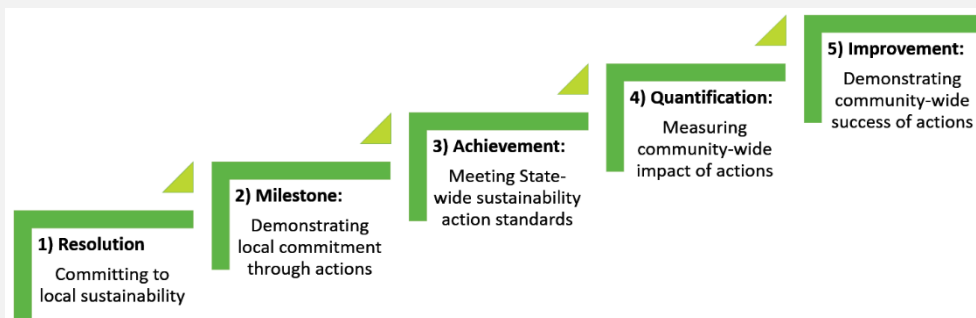 1) Resolution
Committing to
local sustainability
2) Milestone:
Demonstrating
local commitment
through actions
3) Achievement:
Meeting State-
wide sustainability
action standards
4) Quantification:
Measuring
community-wide
impact of actions
5) Improvement:
Demonstrating
community-wide
success of actions